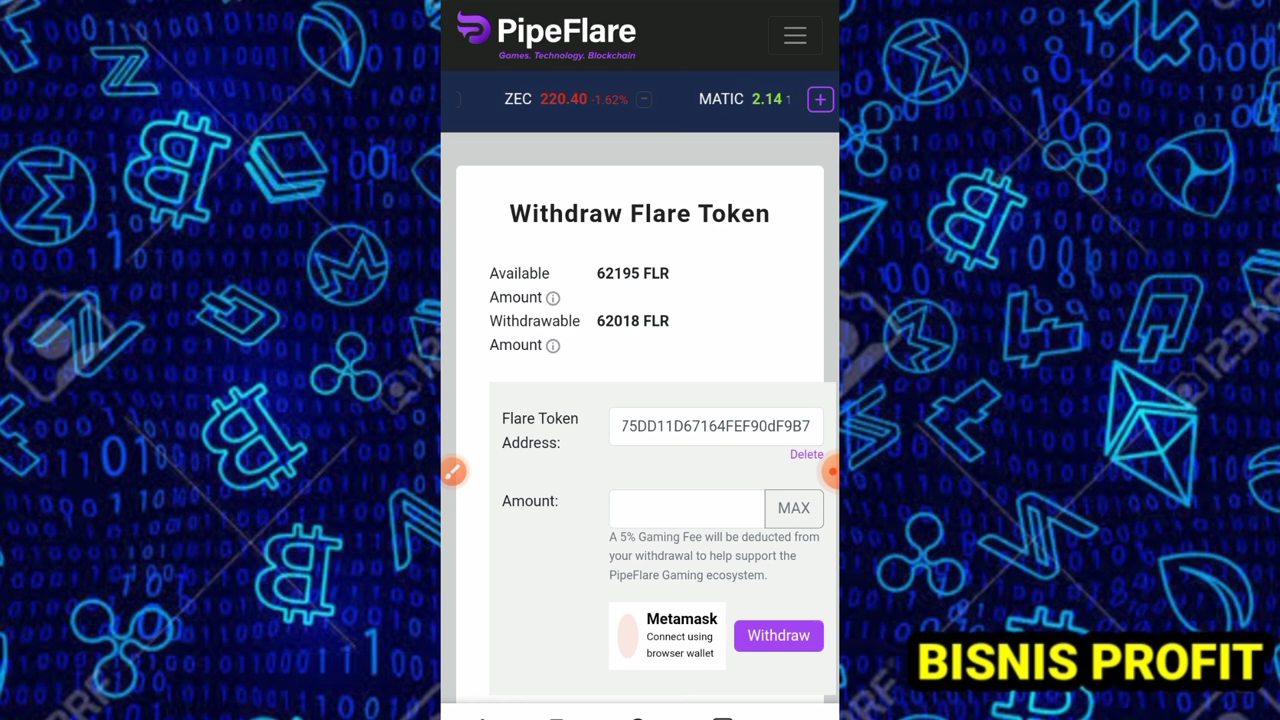 PipeFlare
Games. Technology. Blockchain
ZEC 220.40 -1.62% MATIC 2.14
Withdraw Flare Token
Available 62195 FLR
Amount
Withdrawable 62018 FLR
Amount
Flare Token
Address:
75DD11D67164FEF90dF9B7
Delete
Amount:
MAX
A 5% Gaming Fee will be deducted from
your withdrawal to help support the
PipeFlare Gaming ecosystem.
Metamask
Connect using
browser wallet
Withdraw
BISNIS PROFIT